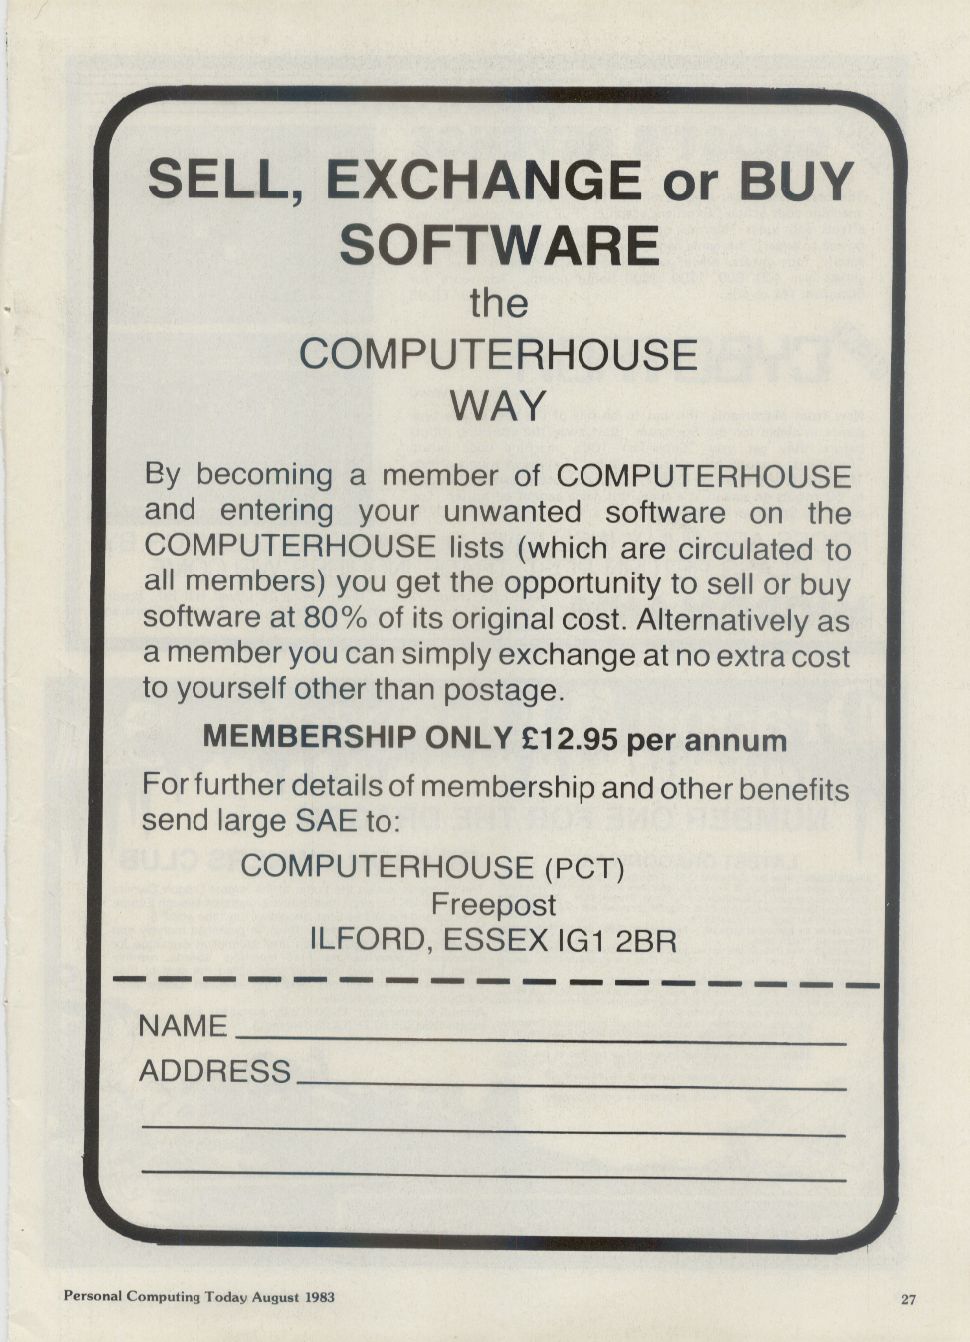 SELL, EXCHANGE or BUY
SOFTWARE
the
COMPUTERHOUSE
WAY
By becoming a member of COMPUTERHOUSE
and entering your unwanted software on the
COMPUTERHOUSE lists (which are circulated to
all members) you get the opportunity to sell or buy
software at 80% of its original cost. Alternatively as
a member you can simply exchange at no extra cost
to yourself other than postage.
MEMBERSHIP ONLY £12.95 per annum
For further details of membership and other benefits
send large SAE to:
COMPUTERHOUSE (PCT)
Freepost
ILFORD, ESSEX IG1 2BR
NAME
ADDRESS
Personal Computing Today August 1983
27